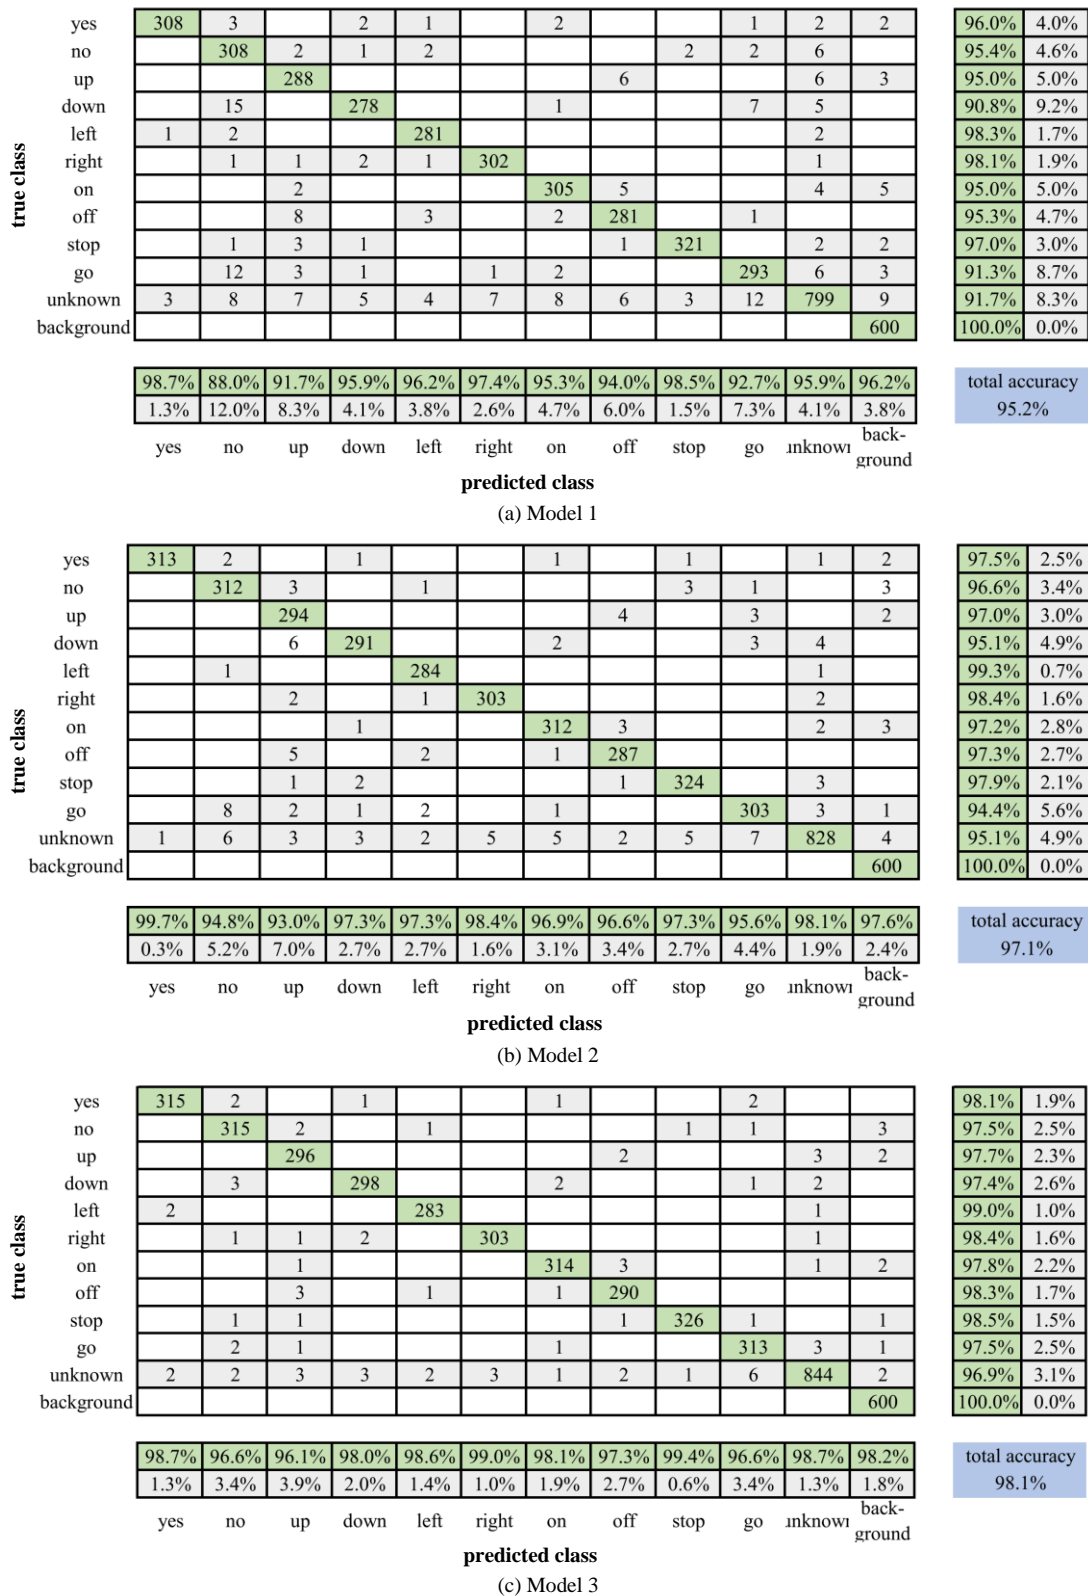 yes 308 3 2 1 2 1 2 2 96.0% 4.0%
no 308 2 1 2 2 2 6 95.4% 4.6%
up 288 6 6 3 95.0% 5.0%
down 15 278 1 7 5 90.8% 9.2%
left 1 2 281 2 98.3% 1.7%
right 1 1 2 1 302 1 98.1% 1.9%
on 2 305 5 4 5 95.0% 5.0%
off 8 3 2 281 1 95.3% 4.7%
stop 1 3 1 1 321 2 2 97.0% 3.0%
go 12 3 1 1 2 293 6 3 91.3% 8.7%
unknown 3 8 7 5 4 7 8 6 3 12 799 9 91.7% 8.3%
background 600 100.0% 0.0%
true class
98.7% 88.0% 91.7% 95.9% 96.2% 97.4% 95.3% 94.0% 98.5% 92.7% 95.9% 96.2% total accuracy
1.3% 12.0% 8.3% 4.1% 3.8% 2.6% 4.7% 6.0% 1.5% 7.3% 4.1% 3.8% 95.2%
yes no up down left right on off stop go unknown back-
ground
predicted class
(a) Model 1
yes 313 2 1 1 1 1 2 97.5% 2.5%
no 312 3 1 3 1 3 96.6% 3.4%
up 294 4 3 2 97.0% 3.0%
down 6 291 2 3 4 95.1% 4.9%
left 1 284 1 99.3% 0.7%
right 2 1 303 2 98.4% 1.6%
on 1 312 3 2 3 97.2% 2.8%
off 5 2 1 287 97.3% 2.7%
stop 1 2 1 324 3 97.9% 2.1%
go 8 2 1 2 1 303 3 1 94.4% 5.6%
unknown 1 6 3 3 2 5 5 2 5 7 828 4 95.1% 4.9%
background 600 100.0% 0.0%
true class
99.7% 94.8% 93.0% 97.3% 97.3% 98.4% 96.9% 96.6% 97.3% 95.6% 98.1% 97.6% total accuracy
0.3% 5.2% 7.0% 2.7% 2.7% 1.6% 3.1% 3.4% 2.7% 4.4% 1.9% 2.4% 97.1%
yes no up down left right on off stop go unknown back-
ground
predicted class
(b) Model 2
yes 315 2 1 1 2 98.1% 1.9%
no 315 2 1 1 1 3 97.5% 2.5%
up 296 2 3 2 97.7% 2.3%
down 3 298 2 1 2 97.4% 2.6%
left 2 283 1 99.0% 1.0%
right 1 1 2 303 1 98.4% 1.6%
on 1 314 3 1 2 97.8% 2.2%
off 3 1 1 290 98.3% 1.7%
stop 1 1 1 326 1 1 98.5% 1.5%
go 2 1 1 313 3 1 97.5% 2.5%
unknown 2 2 3 3 2 3 1 2 1 6 844 2 96.9% 3.1%
background 600 100.0% 0.0%
true class
98.7% 96.6% 96.1% 98.0% 98.6% 99.0% 98.1% 97.3% 99.4% 96.6% 98.7% 98.2% total accuracy
1.3% 3.4% 3.9% 2.0% 1.4% 1.0% 1.9% 2.7% 0.6% 3.4% 1.3% 1.8% 98.1%
yes no up down left right on off stop go unknown back-
ground
predicted class
(c) Model 3